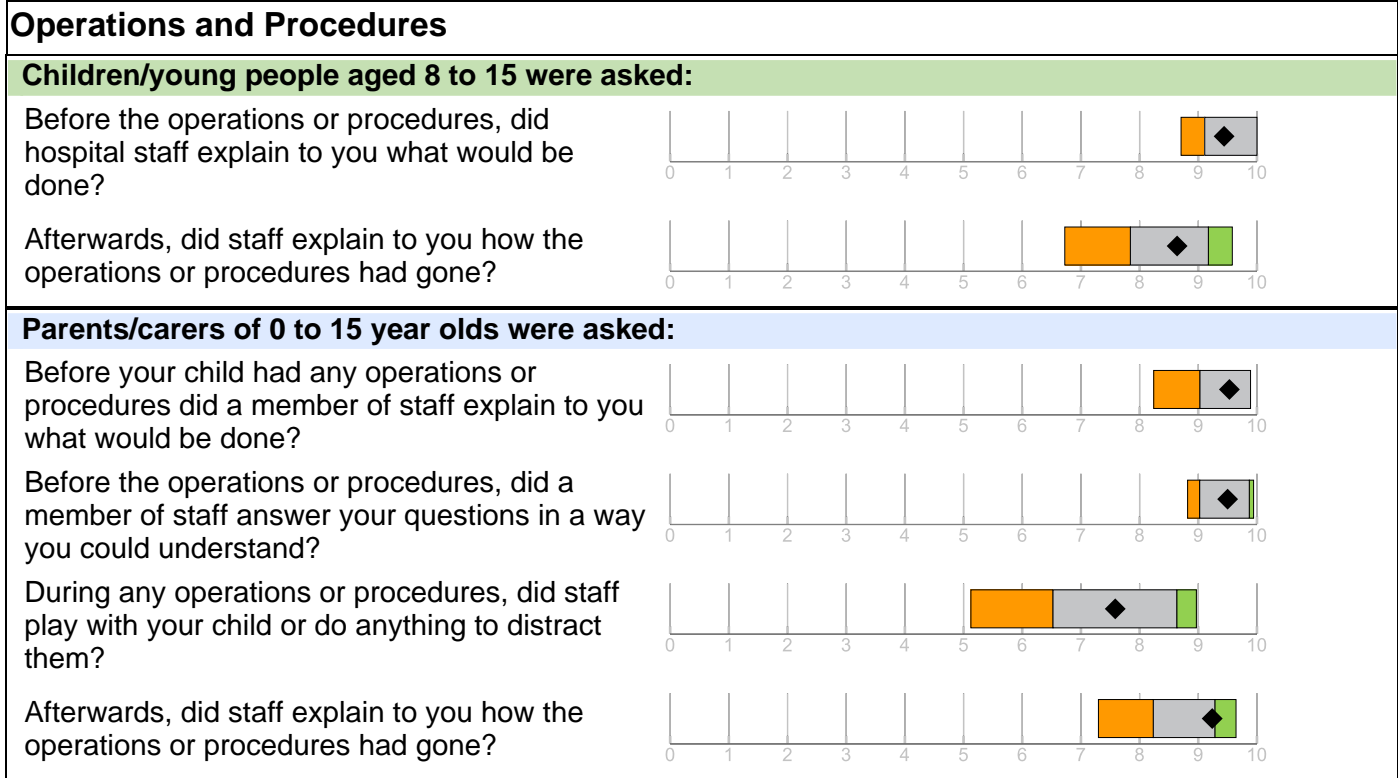 Operations and Procedures
Children/young people aged 8 to 15 were asked:
Before the operations or procedures, did
hospital staff explain to you what would be
done?
0 1 2 3 4 5 6 7 8 9 10
Afterwards, did staff explain to you how the
operations or procedures had gone?
0 1 2 3 4 5 6 7 8 9 10
Parents/carers of 0 to 15 year olds were asked:
Before your child had any operations or
procedures did a member of staff explain to you
what would be done?
0 1 2 3 4 5 6 7 8 9 10
Before the operations or procedures, did a
member of staff answer your questions in a way
you could understand?
0 1 2 3 4 5 6 7 8 9 10
During any operations or procedures, did staff
play with your child or do anything to distract
them?
0 1 2 3 4 5 6 7 8 9 10
Afterwards, did staff explain to you how the
operations or procedures had gone?
0 1 2 3 4 5 6 7 8 9 10